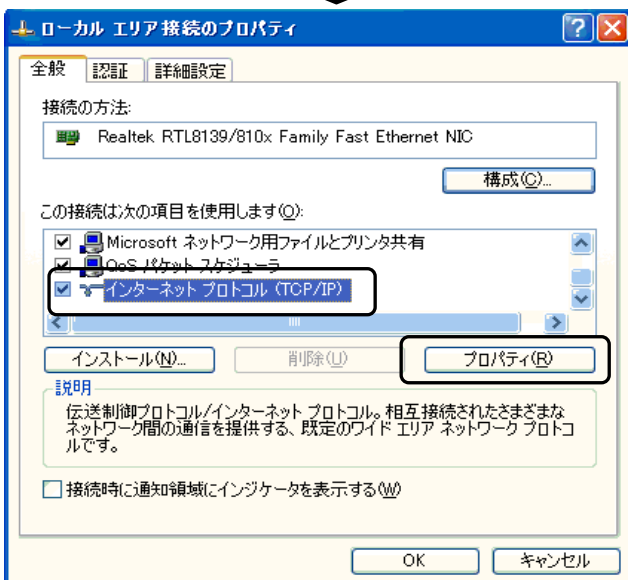 ローカル エリア接続のプロパティ
全般 認証 詳細設定
接続の方法:
Realtek RTL8139/810x Family Fast Ethernet NIC
構成(C)...
この接続は次の項目を使用します(O):
Microsoft ネットワーク用ファイルとプリンタ共有
QoS パケット スケジューラ
インターネット プロトコル (TCP/IP)
インストール(N)... 削除(U) プロパティ(R)
説明
伝送制御プロトコル/インターネット プロトコル。相互接続されたさまざまな
ネットワーク間の通信を提供する、既定のワイド エリア ネットワーク プロトコ
ルです。
接続時に通知領域にインジケータを表示する(W)
OK キャンセル